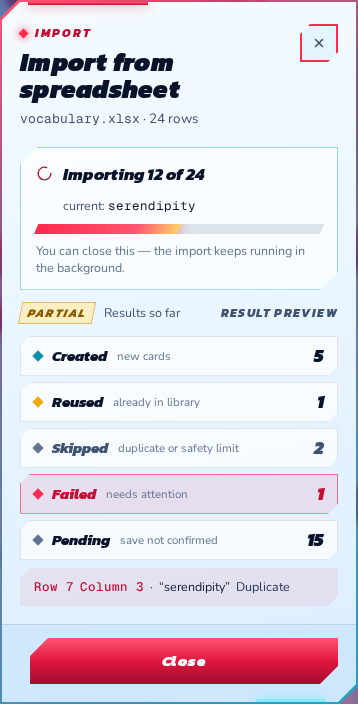 IMPORT
Import from
spreadsheet
vocabulary.xlsx · 24 rows
Importing 12 of 24
current: serendipity
You can close this — the import keeps running in
the background.
PARTIAL Results so far RESULT PREVIEW
Created new cards 5
Reused already in library 1
Skipped duplicate or safety limit 2
Failed needs attention 1
Pending save not confirmed 15
Row 7 Column 3 · “serendipity” Duplicate
Close